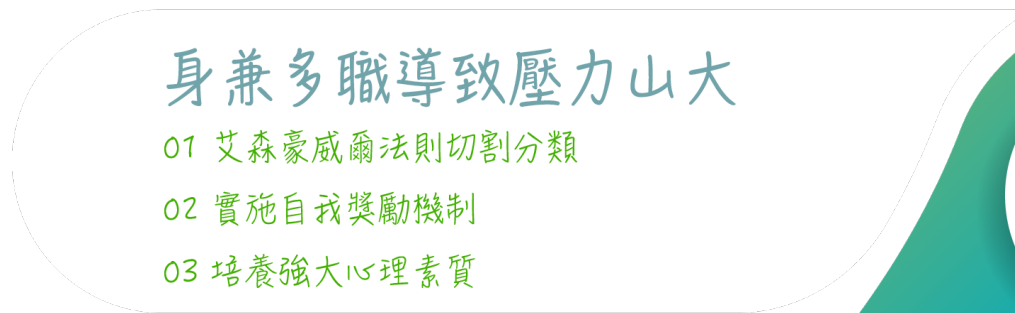 身兼多職導致壓力山大
01 艾森豪威爾法則切割分類
02 實施自我獎勵機制
03 培養強大心理素質